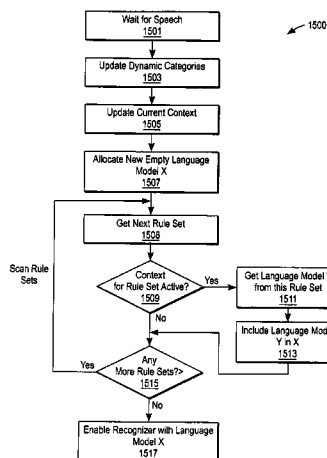 Wait for Speech
1501
1500
Update Dynamic Categories
1503
Update Current Context
1505
Allocate New Empty Language
Model X
1507
Get Next Rule Set
1508
Scan Rule
Sets
Context
for Rule Set Active?
1509
Yes
Get Language Model Y
from this Rule Set
1511
No
Include Language Model
Y in X
1513
Yes
Any
More Rule Sets?>
1515
No
Enable Recognizer with Language
Model X
1517